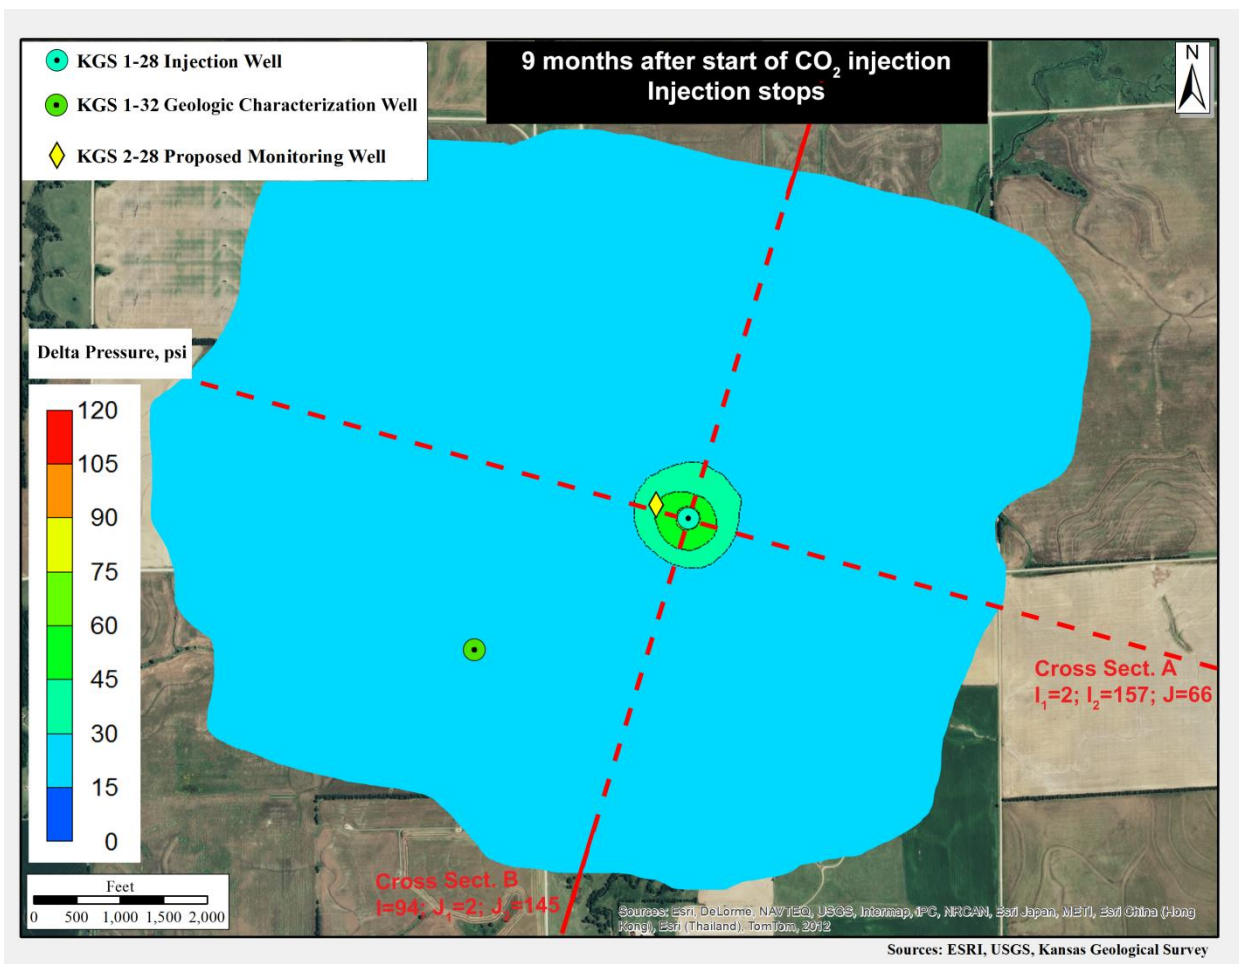 KGS 1-28 Injection Well
KGS 1-32 Geologic Characterization Well
KGS 2-28 Proposed Monitoring Well
9 months after start of CO2 injection
Injection stops
N
Delta Pressure, psi
120
105
90
75
60
45
30
15
0
Cross Sect. A
I1=2; I2=157; J=66
Cross Sect. B
I=94; J1=2; J2=145
Feet
0 500 1,000 1,500 2,000
Sources: Esri, DeLorme, NAVTEQ, USGS, Intermap, iPC, NRCAN, Esri Japan, METI, Esri China (Hong
Kong), Esri (Thailand), TomTom, 2012
Sources: ESRI, USGS, Kansas Geological Survey